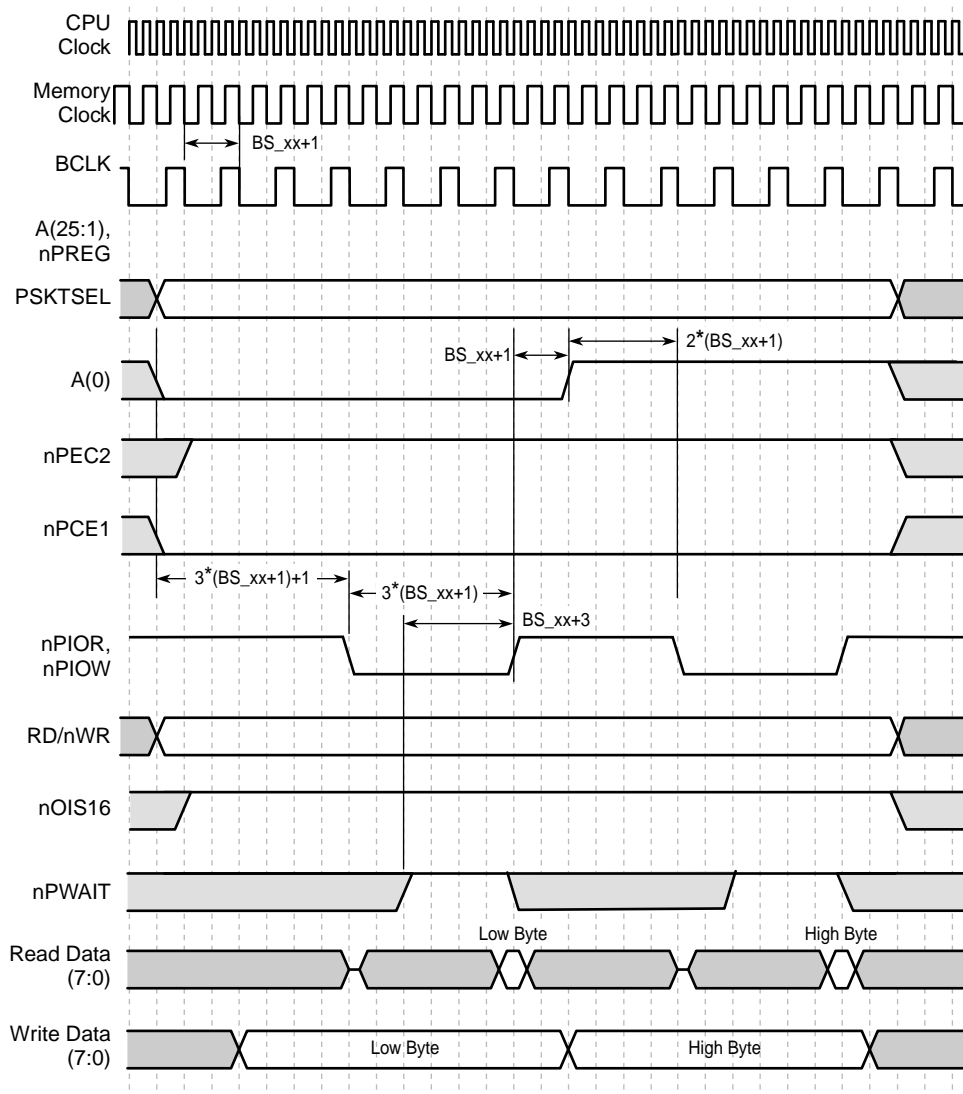 CPU
Clock
Memory
Clock
BS_xx+1
BCLK
A(25:1),
nPREG
PSKTSEL
2*(BS_xx+1)
BS_xx+1
A(0)
nPEC2
nPCE1
3*(BS_xx+1)+1
3*(BS_xx+1)
BS_xx+3
nPIOR,
nPIOW
RD/nWR
nOIS16
nPWAIT
Low Byte
High Byte
Read Data
(7:0)
Write Data
(7:0)
Low Byte
High Byte